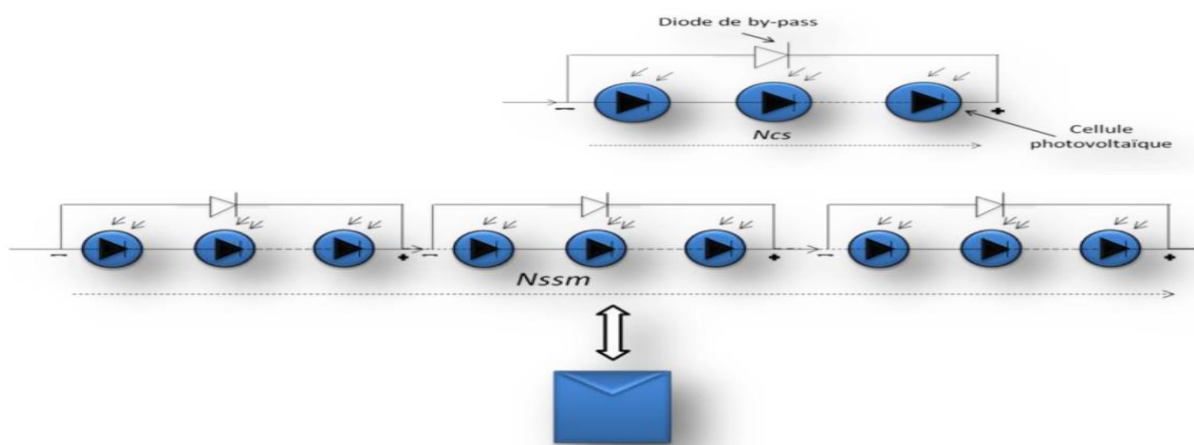 Diode de by-pass
− +
Ncs
Cellule
photovoltaïque
− + − + − +
Nssm